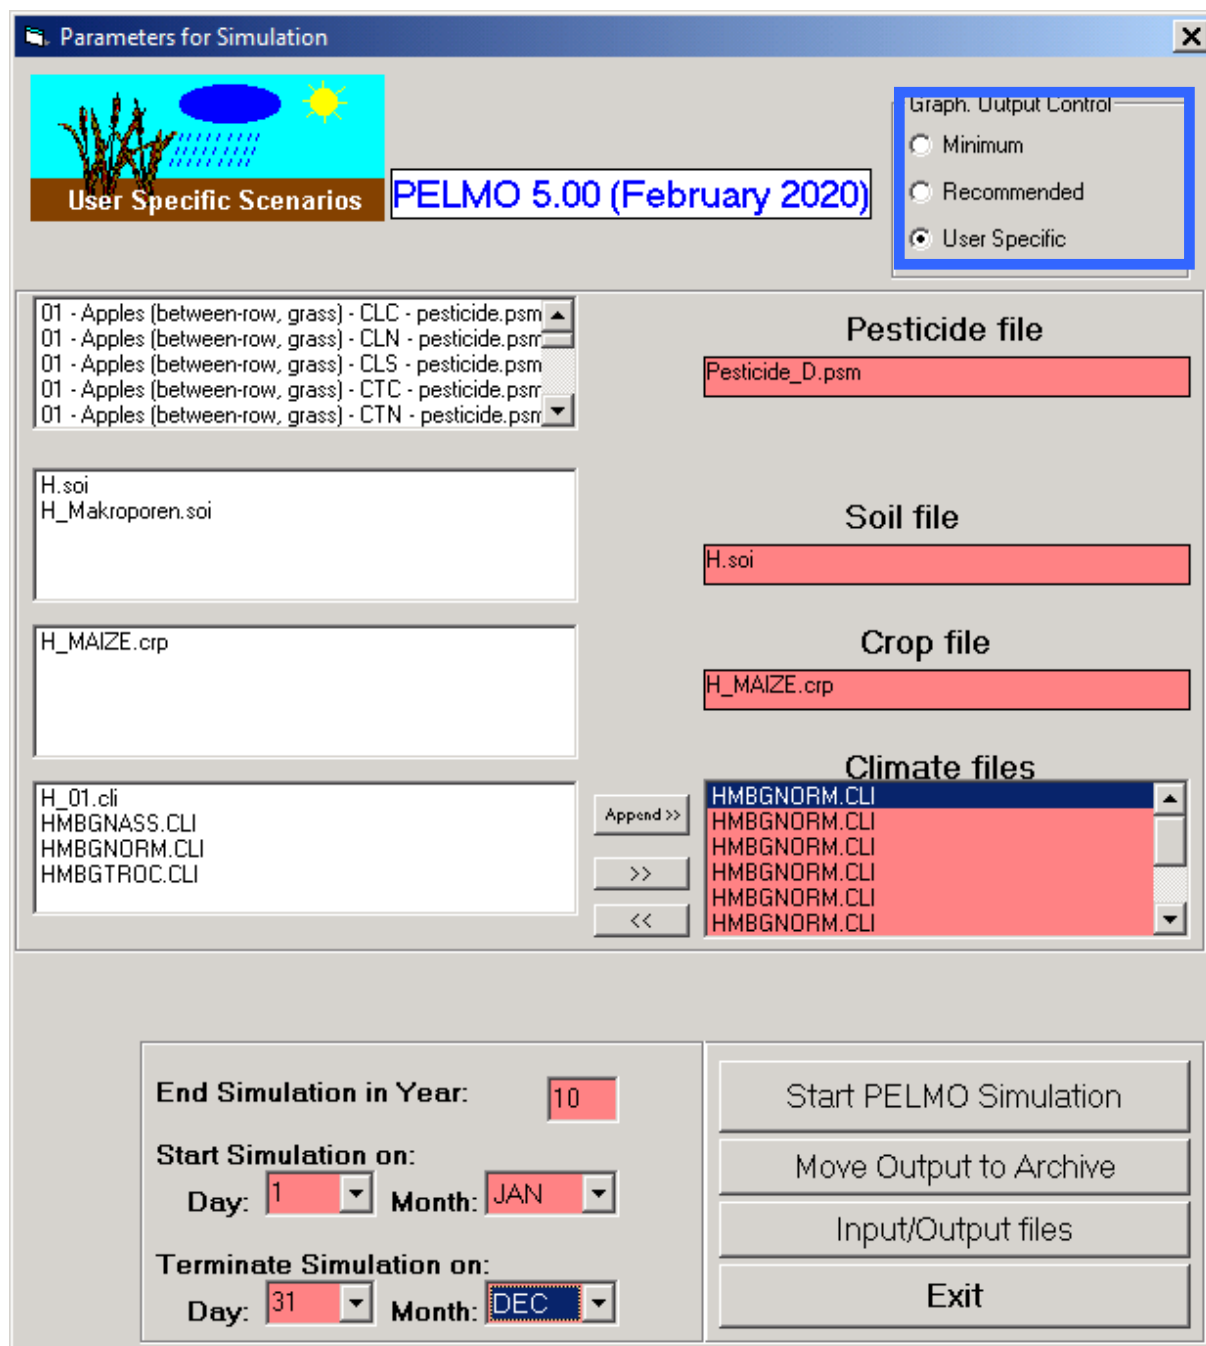 Parameters for Simulation
User Specific Scenarios
PELMO 5.00 (February 2020)
Graph. Output Control
Minimum
Recommended
User Specific
01 - Apples (between-row, grass) - CLC - pesticide.psm
01 - Apples (between-row, grass) - CLN - pesticide.psm
01 - Apples (between-row, grass) - CLS - pesticide.psm
01 - Apples (between-row, grass) - CTC - pesticide.psm
01 - Apples (between-row, grass) - CTN - pesticide.psm
Pesticide file
Pesticide_D.psm
H.soi
H_Makroporen.soi
Soil file
H.soi
H_MAIZE.crp
Crop file
H_MAIZE.crp
H_01.cli
HMBGNASS.CLI
HMBGNORM.CLI
HMBGTROC.CLI
Append >>
>>
<<
Climate files
HMBGNORM.CLI
HMBGNORM.CLI
HMBGNORM.CLI
HMBGNORM.CLI
HMBGNORM.CLI
HMBGNORM.CLI
End Simulation in Year: 10
Start Simulation on:
Day: 1 Month: JAN
Terminate Simulation on:
Day: 31 Month: DEC
Start PELMO Simulation
Move Output to Archive
Input/Output files
Exit